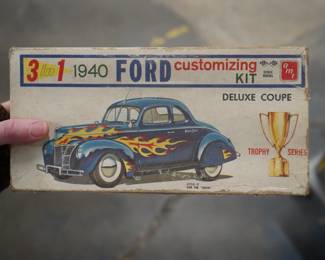 3 in 1 1940 FORD customizing KIT
amt
DELUXE COUPE
TROPHY SERIES